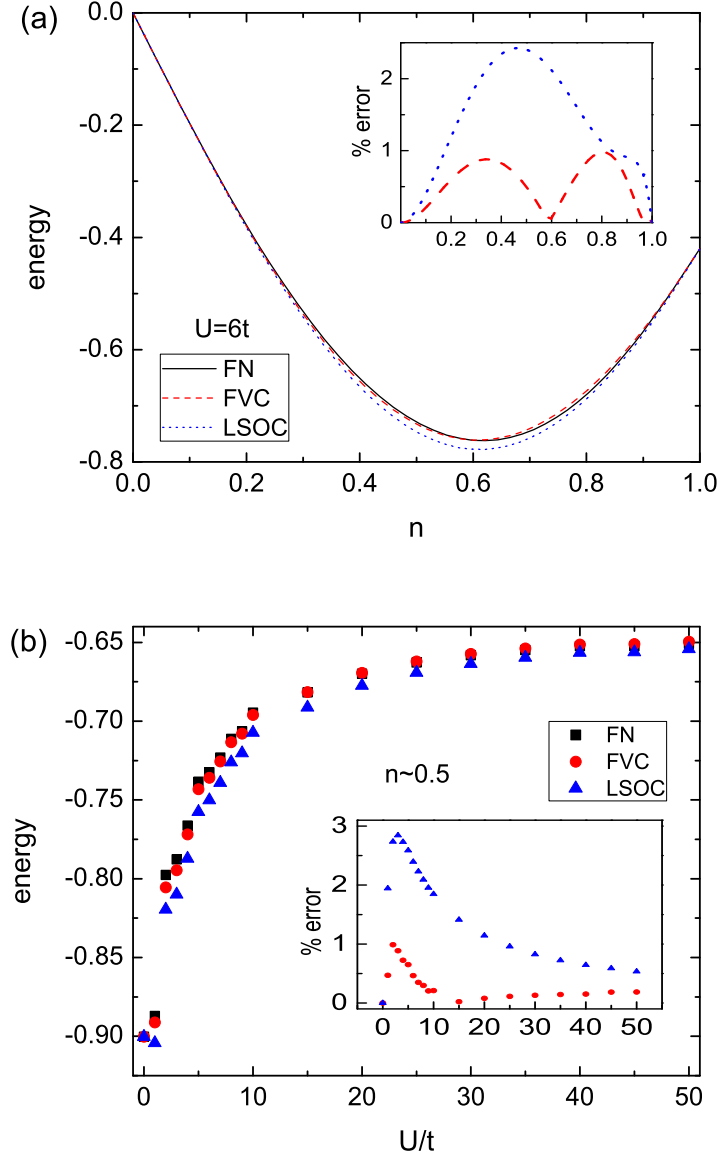 (a)
0.0
-0.2
-0.4
-0.6
-0.8
energy
0.0 0.2 0.4 0.6 0.8 1.0
n
U=6t
FN
FVC
LSOC
% error
2
1
0
0.2 0.4 0.6 0.8 1.0
(b)
-0.65
-0.70
-0.75
-0.80
-0.85
-0.90
energy
0 10 20 30 40 50
U/t
n~0.5
FN
FVC
LSOC
% error
3
2
1
0
0 10 20 30 40 50